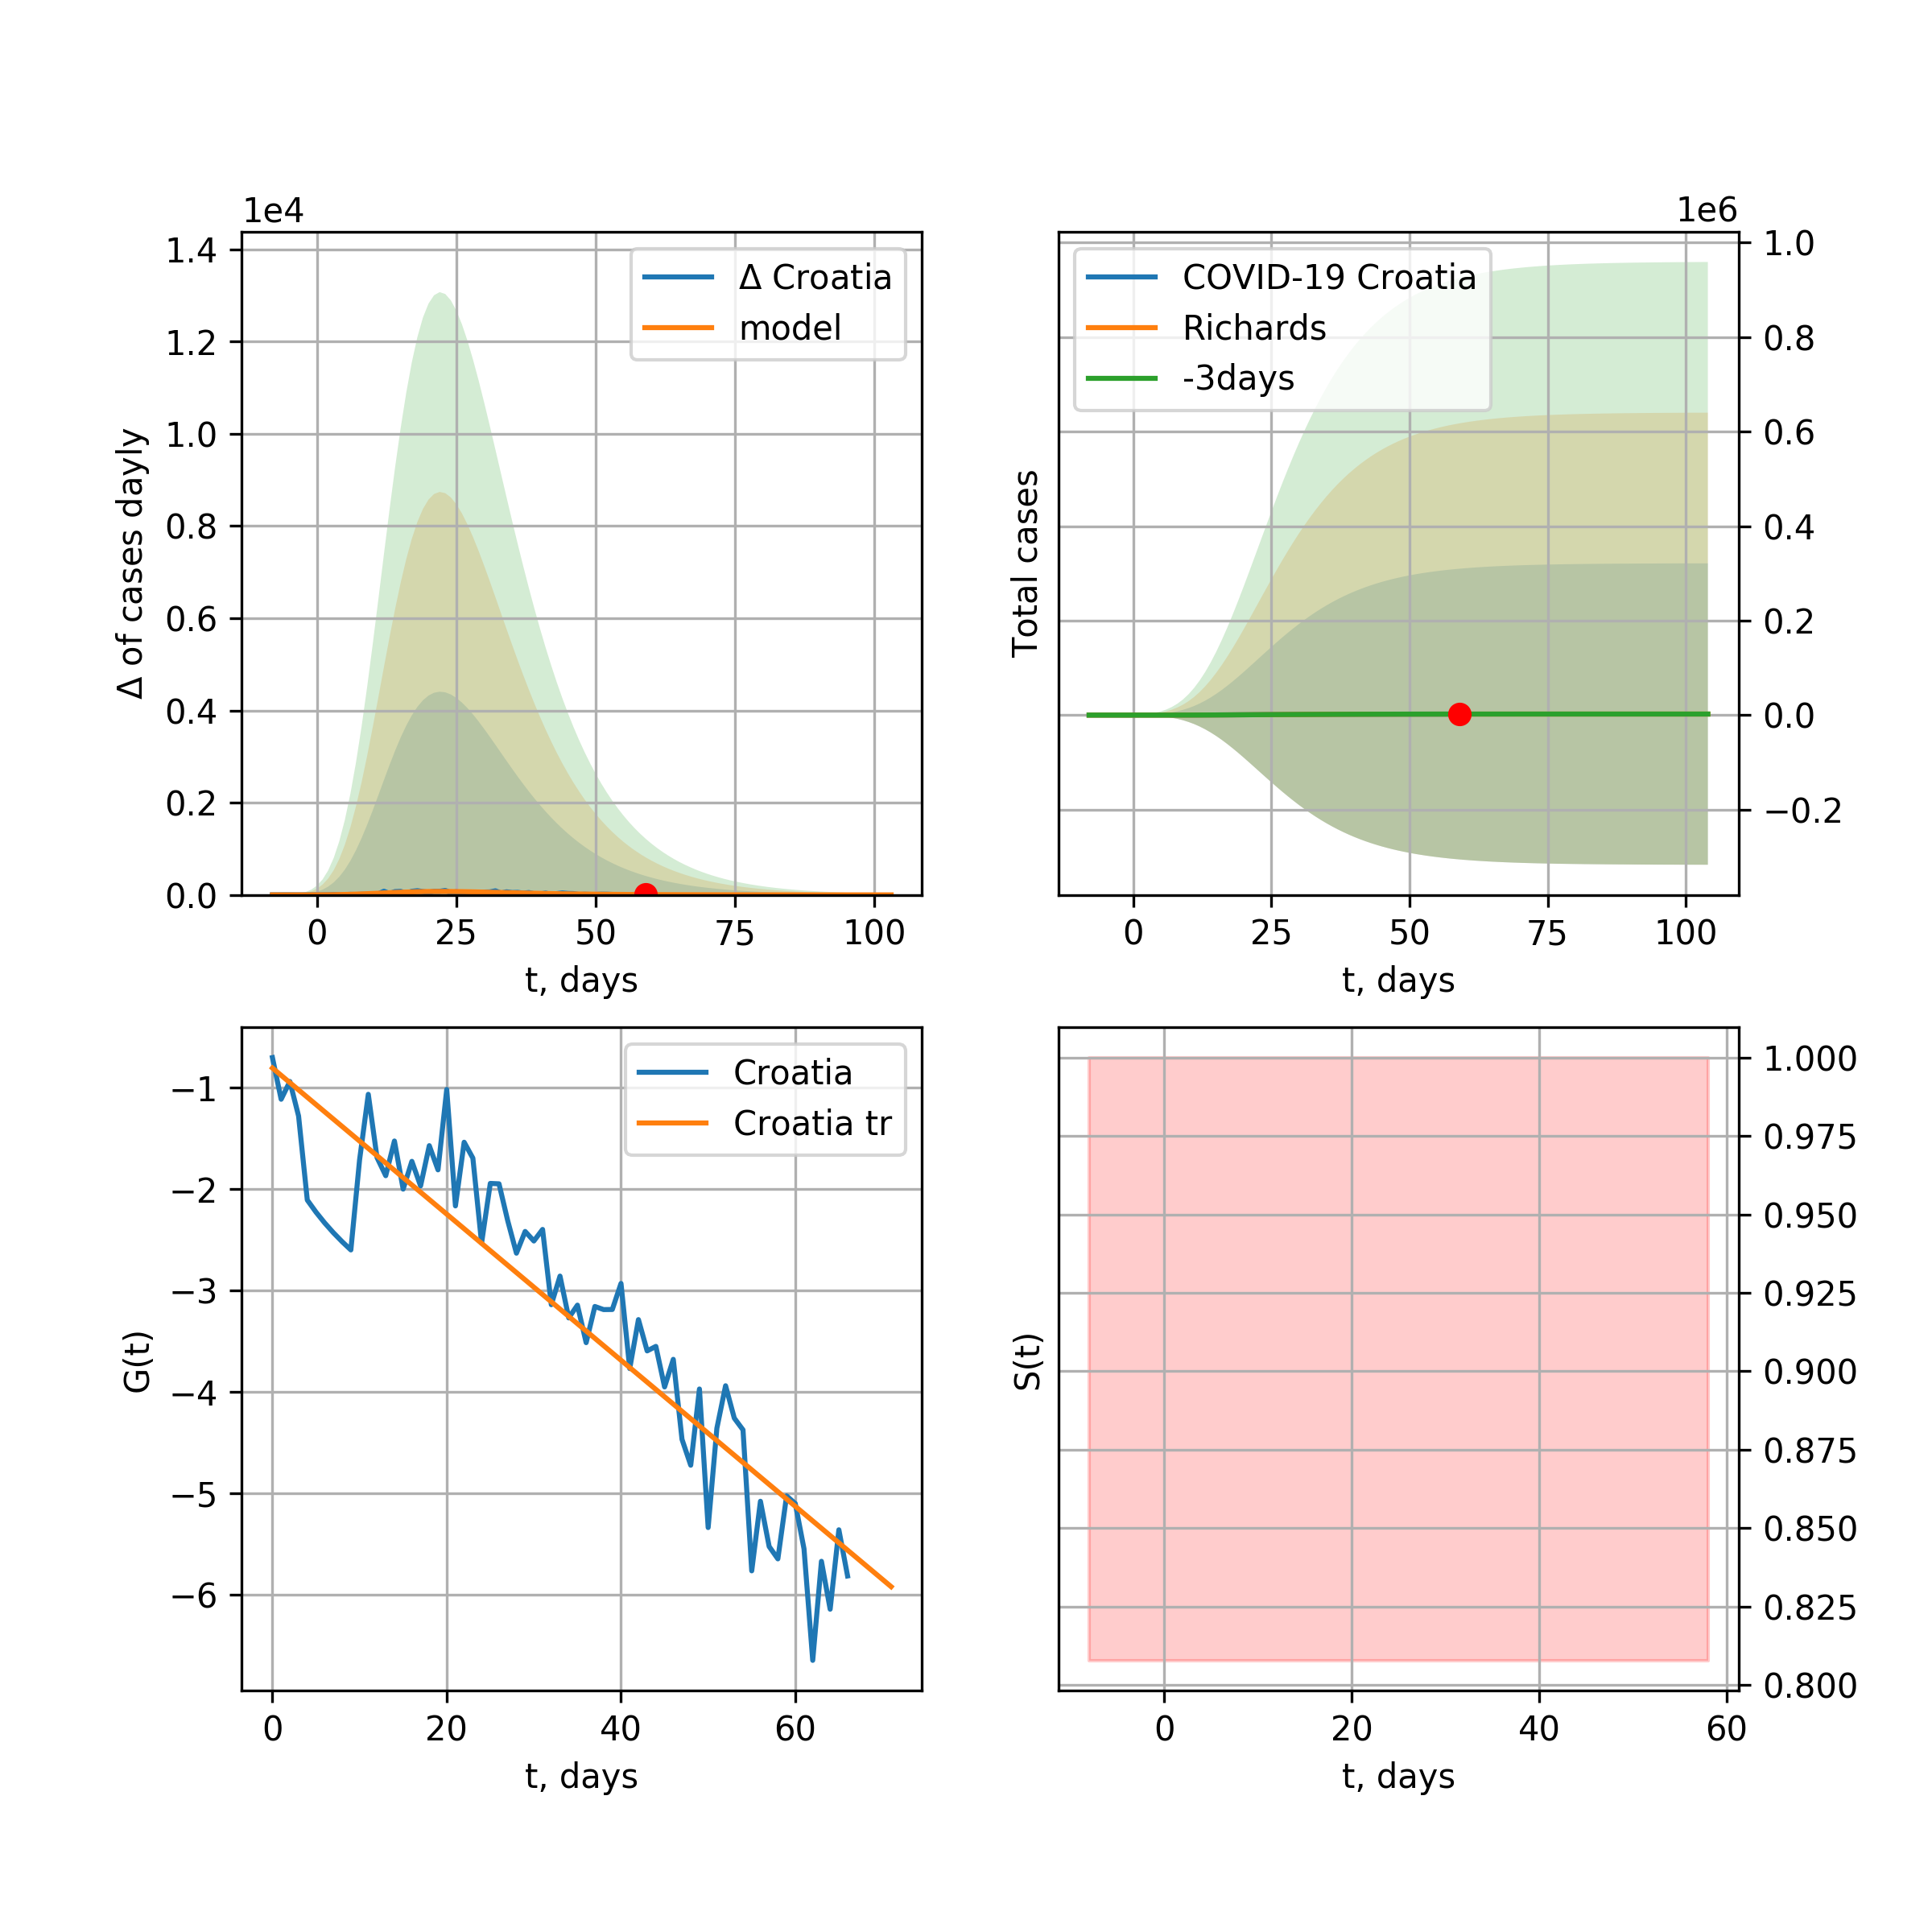 1e4
1.4
1.2
1.0
0.8
0.6
0.4
0.2
0.0
Δ of cases dayly
Δ Croatia
model
0 25 50 75 100
t, days
1e6
Total cases
COVID-19 Croatia
Richards
-3days
1.0
0.8
0.6
0.4
0.2
0.0
−0.2
0 25 50 75 100
t, days
−1
−2
−3
−4
−5
−6
G(t)
Croatia
Croatia tr
0 20 40 60
t, days
S(t)
1.000
0.975
0.950
0.925
0.900
0.875
0.850
0.825
0.800
0 20 40 60
t, days